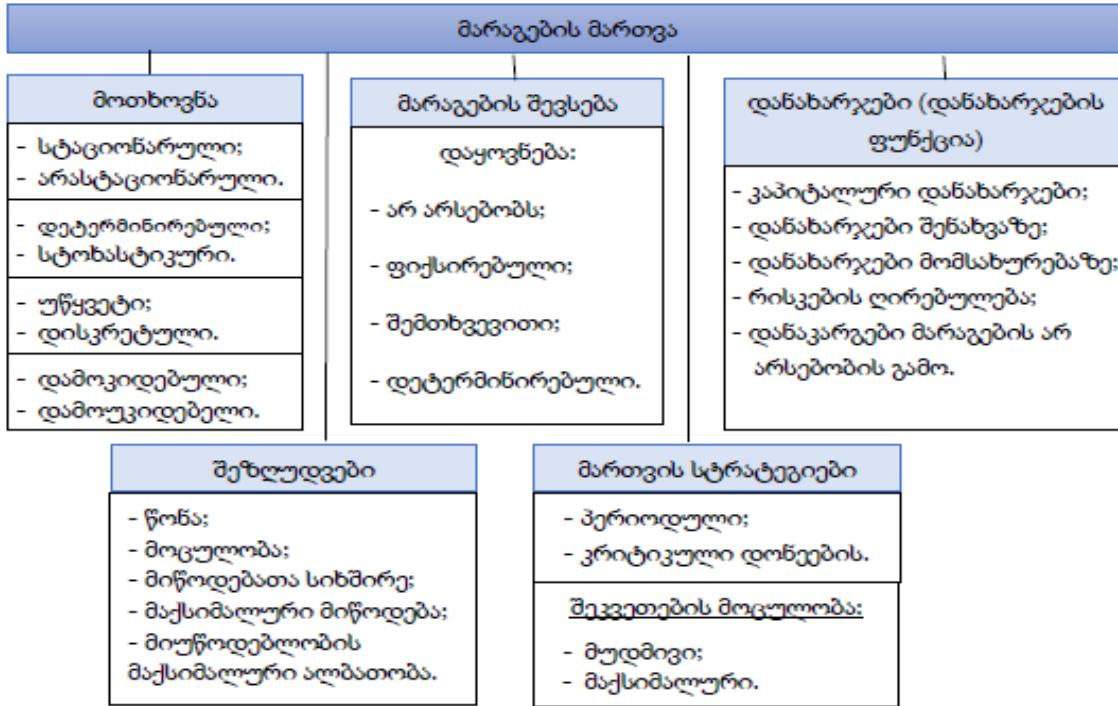 მარაგების მართვა
მოთხოვნა
- სტაციონარული;
- არასტაციონარული.
- დეტერმინირებული;
- სტოხასტიკური.
- უწყვეტი;
- დისკრეტული.
- დამოკიდებული;
- დამოუკიდებელი.
მარაგების შევსება
დაყოვნება:
- არ არსებობს;
- ფიქსირებული;
- შემთხვევითი;
- დეტერმინირებული.
დანახარჯები (დანახარჯების
ფუნქცია)
- კაპიტალური დანახარჯები;
- დანახარჯები შენახვაზე;
- დანახარჯები მომსახურებაზე;
- რისკების ღირებულება;
- დანაკარგები მარაგების არ
არსებობის გამო.
შეზღუდვები
- წონა;
- მოცულობა;
- მიწოდებათა სიხშირე;
- მაქსიმალური მიწოდება;
- მიუწოდებლობის
მაქსიმალური ალბათობა.
მართვის სტრატეგიები
- პერიოდული;
- კრიტიკული დონეების.
შეკვეთების მოცულობა:
- მუდმივი;
- მაქსიმალური.